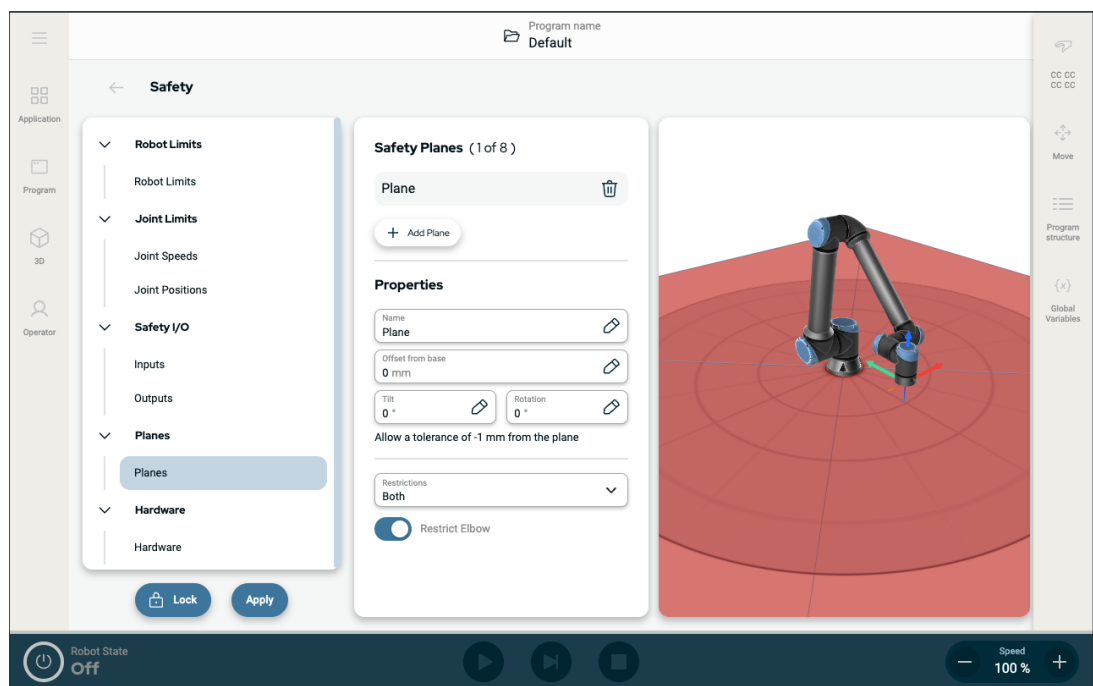 Program name
Default
Application
Program
3D
Operator
Safety
Robot Limits
Robot Limits
Joint Limits
Joint Speeds
Joint Positions
Safety I/O
Inputs
Outputs
Planes
Planes
Hardware
Hardware
Lock
Apply
Safety Planes (1 of 8)
Plane
Add Plane
Properties
Name
Plane
Offset from base
0 mm
Tilt
0 °
Rotation
0 °
Allow a tolerance of -1 mm from the plane
Restrictions
Both
Restrict Elbow
CC CC
CC CC
Move
Program
structure
{x}
Global
Variables
Robot State
Off
Speed
100 %